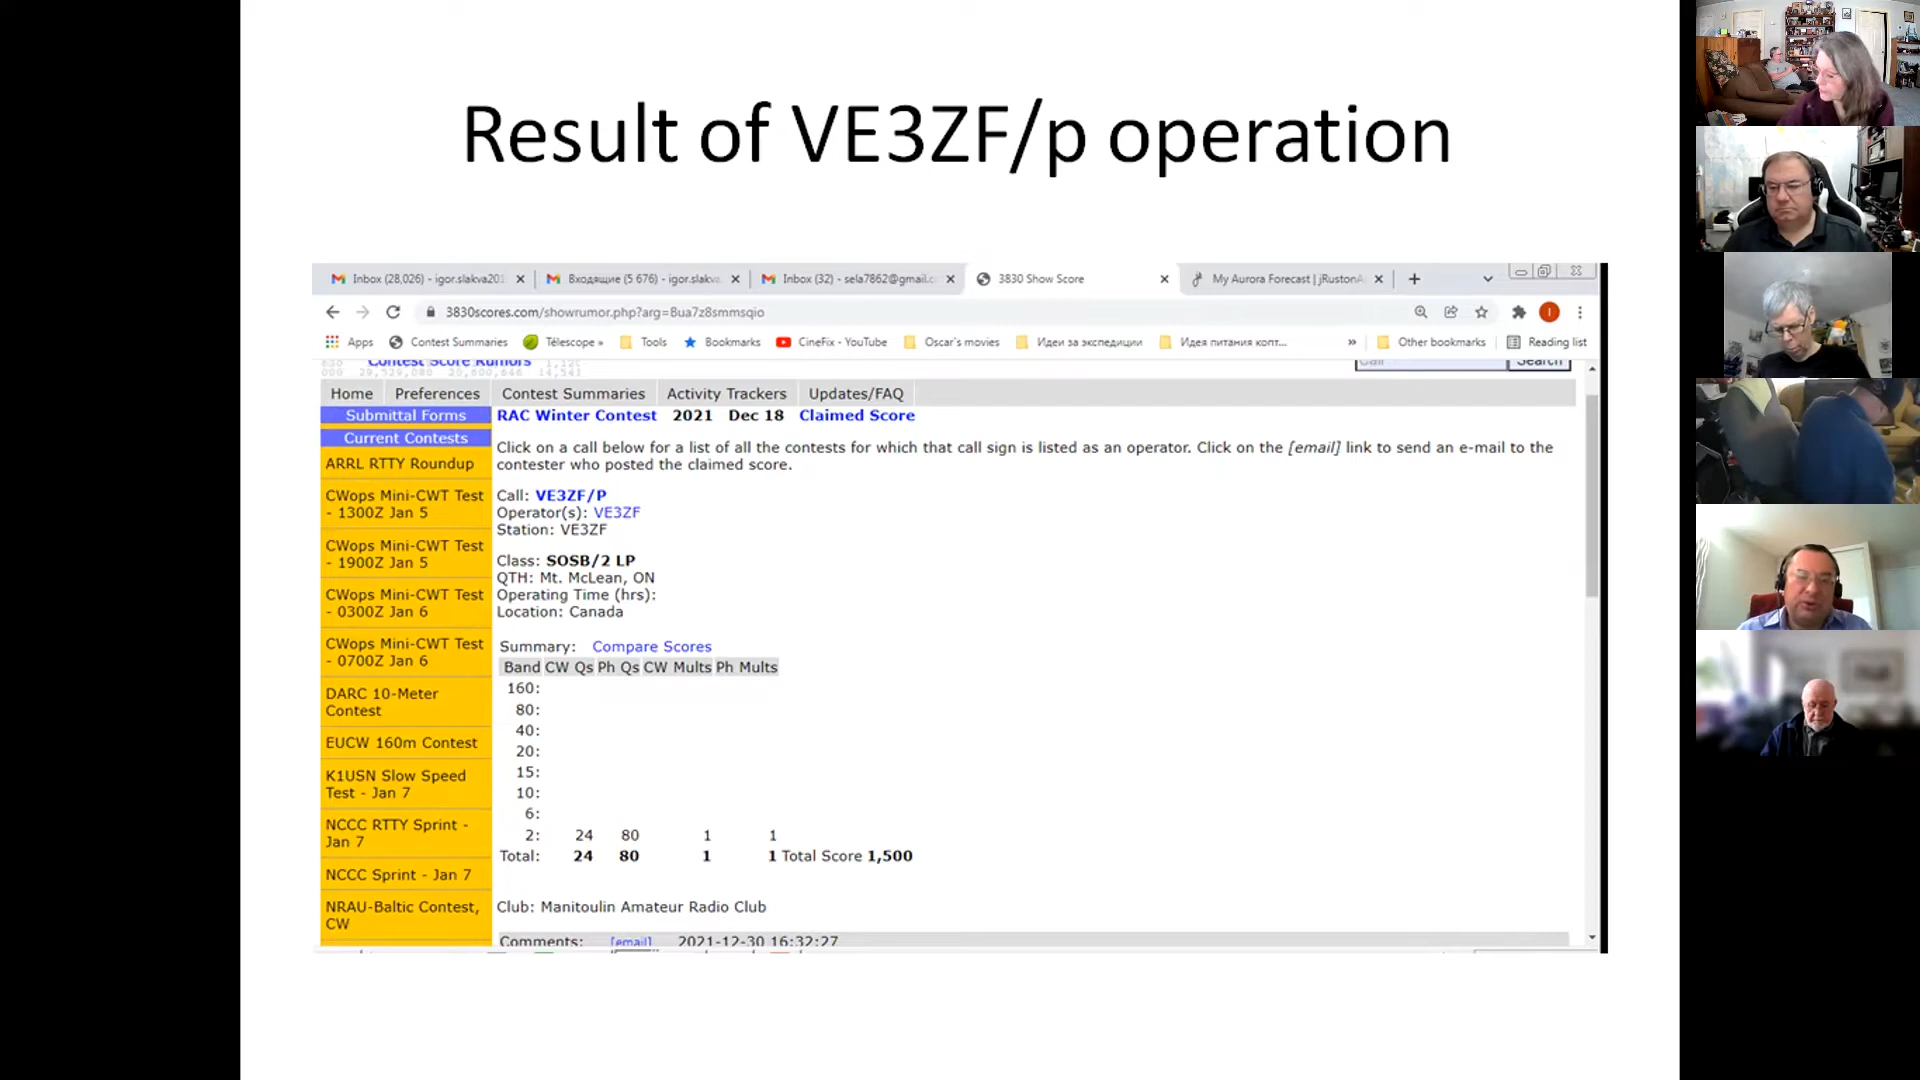 Result of VE3ZF/p operation
Inbox (28,026) - igor.slakva201
Входящие (5 676) - igor.slakva.
Inbox (32) - sela7862@gmail.c
3830 Show Score
My Aurora Forecast | jRustonA
3830scores.com/showrumor.php?arg=8ua7z8smmsqio
Apps
Contest Summaries
Télescope »
Tools
Bookmarks
CineFix - YouTube
Oscar's movies
Идеи за экспедиции
Идея питания копт...
»
Other bookmarks
Reading list
Contest Score Rumors
Call
Search
Home
Preferences
Contest Summaries
Activity Trackers
Updates/FAQ
Submittal Forms
Current Contests
ARRL RTTY Roundup
CWops Mini-CWT Test
- 1300Z Jan 5
CWops Mini-CWT Test
- 1900Z Jan 5
CWops Mini-CWT Test
- 0300Z Jan 6
CWops Mini-CWT Test
- 0700Z Jan 6
DARC 10-Meter
Contest
EUCW 160m Contest
K1USN Slow Speed
Test - Jan 7
NCCC RTTY Sprint -
Jan 7
NCCC Sprint - Jan 7
NRAU-Baltic Contest,
CW
RAC Winter Contest 2021 Dec 18 Claimed Score
Click on a call below for a list of all the contests for which that call sign is listed as an operator. Click on the [email] link to send an e-mail to the
contester who posted the claimed score.
Call: VE3ZF/P
Operator(s): VE3ZF
Station: VE3ZF
Class: SOSB/2 LP
QTH: Mt. McLean, ON
Operating Time (hrs):
Location: Canada
Summary: Compare Scores
Band CW Qs Ph Qs CW Mults Ph Mults
160:
80:
40:
20:
15:
10:
6:
2: 24 80 1 1
Total: 24 80 1 1 Total Score 1,500
Club: Manitoulin Amateur Radio Club
Comments: [email] 2021-12-30 16:32:27